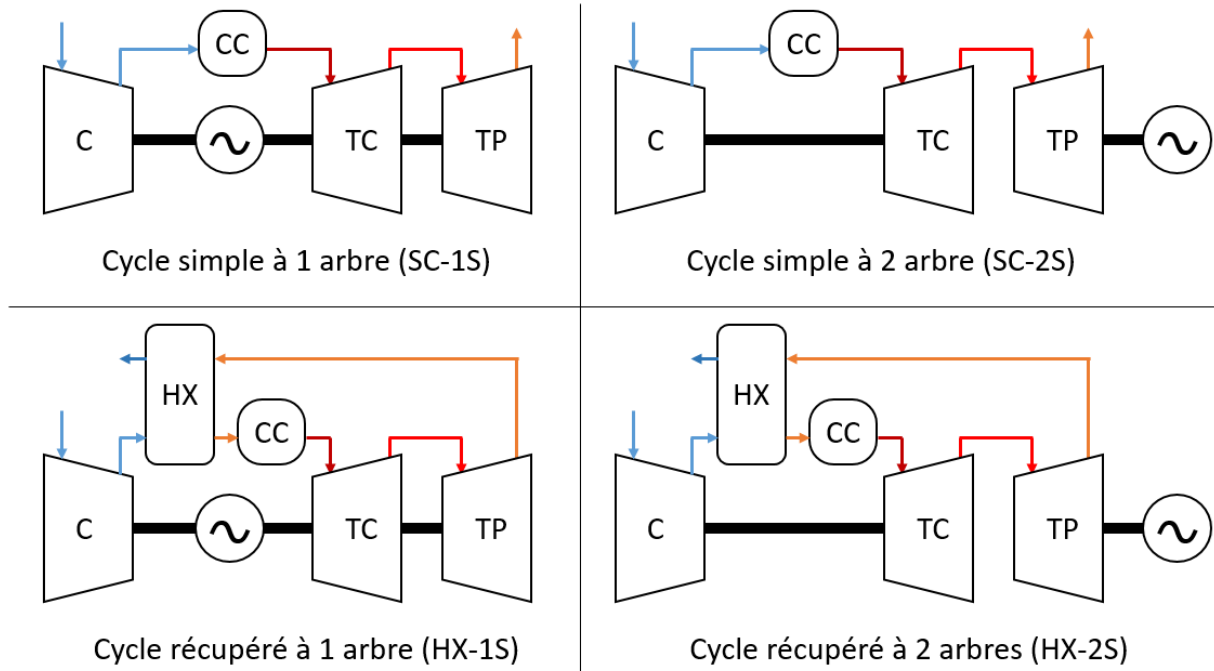 CC
C
TC
TP
Cycle simple à 1 arbre (SC-1S)
CC
C
TC
TP
Cycle simple à 2 arbre (SC-2S)
HX
CC
C
TC
TP
Cycle récupéré à 1 arbre (HX-1S)
HX
CC
C
TC
TP
Cycle récupéré à 2 arbres (HX-2S)